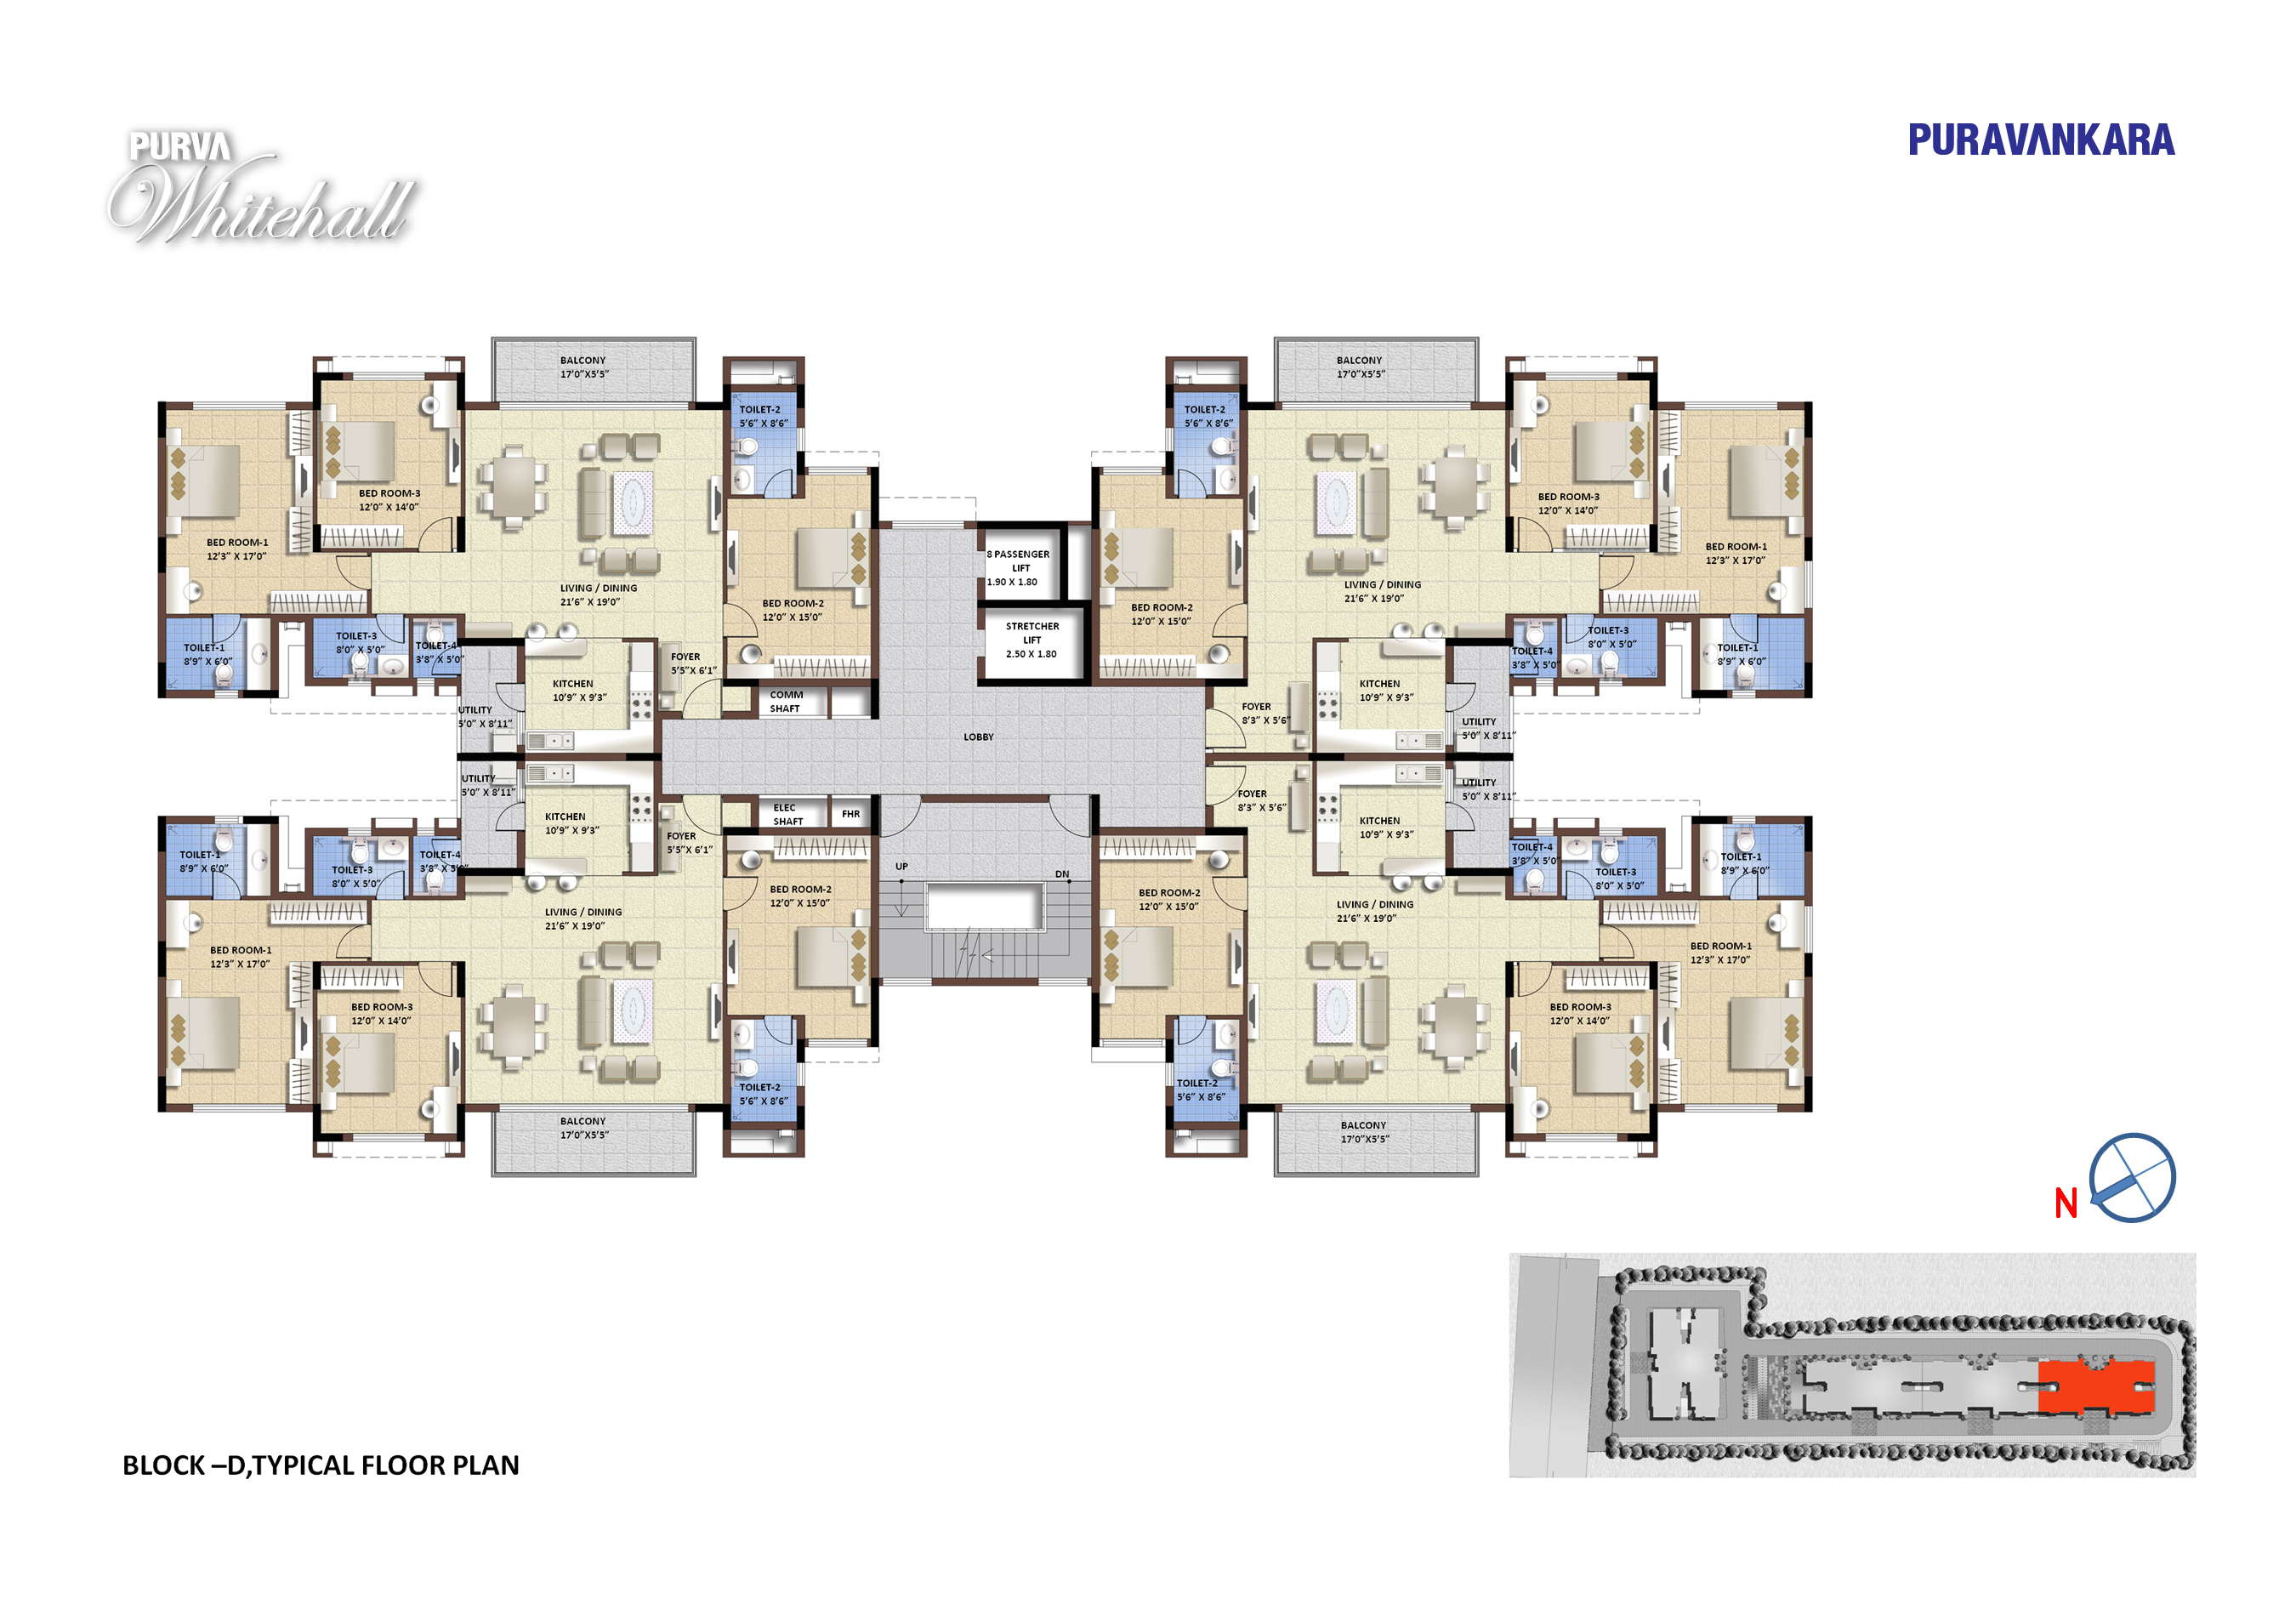 PURVA
Whitehall
PURAVANKARA
BALCONY
17'0"X5'5"
BALCONY
17'0"X5'5"
TOILET-2
5'6" X 8'6"
TOILET-2
5'6" X 8'6"
BED ROOM-3
12'0" X 14'0"
BED ROOM-3
12'0" X 14'0"
BED ROOM-1
12'3" X 17'0"
BED ROOM-1
12'3" X 17'0"
8 PASSENGER
LIFT
1.90 X 1.80
LIVING / DINING
21'6" X 19'0"
LIVING / DINING
21'6" X 19'0"
BED ROOM-2
12'0" X 15'0"
BED ROOM-2
12'0" X 15'0"
STRETCHER
LIFT
2.50 X 1.80
TOILET-1
8'9" X 6'0"
TOILET-3
8'0" X 5'0"
TOILET-4
3'8" X 5'0"
TOILET-4
3'8" X 5'0"
TOILET-3
8'0" X 5'0"
TOILET-1
8'9" X 6'0"
FOYER
5'5"X 6'1"
KITCHEN
10'9" X 9'3"
KITCHEN
10'9" X 9'3"
COMM
SHAFT
UTILITY
5'0" X 8'11"
FOYER
8'3" X 5'6"
UTILITY
5'0" X 8'11"
LOBBY
UTILITY
5'0" X 8'11"
UTILITY
5'0" X 8'11"
FOYER
8'3" X 5'6"
KITCHEN
10'9" X 9'3"
KITCHEN
10'9" X 9'3"
ELEC
SHAFT
FHR
FOYER
5'5"X 6'1"
TOILET-1
8'9" X 6'0"
TOILET-3
8'0" X 5'0"
TOILET-4
3'8" X 5'0"
TOILET-4
3'8" X 5'0"
TOILET-3
8'0" X 5'0"
TOILET-1
8'9" X 6'0"
UP
DN
BED ROOM-2
12'0" X 15'0"
BED ROOM-2
12'0" X 15'0"
LIVING / DINING
21'6" X 19'0"
LIVING / DINING
21'6" X 19'0"
BED ROOM-1
12'3" X 17'0"
BED ROOM-1
12'3" X 17'0"
BED ROOM-3
12'0" X 14'0"
BED ROOM-3
12'0" X 14'0"
TOILET-2
5'6" X 8'6"
TOILET-2
5'6" X 8'6"
BALCONY
17'0"X5'5"
BALCONY
17'0"X5'5"
N
BLOCK –D,TYPICAL FLOOR PLAN